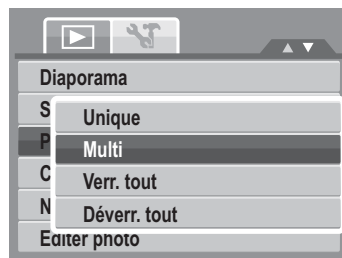 Diaporama
S
Unique
P
Multi
C
Verr. tout
N
Déverr. tout
Editer photo